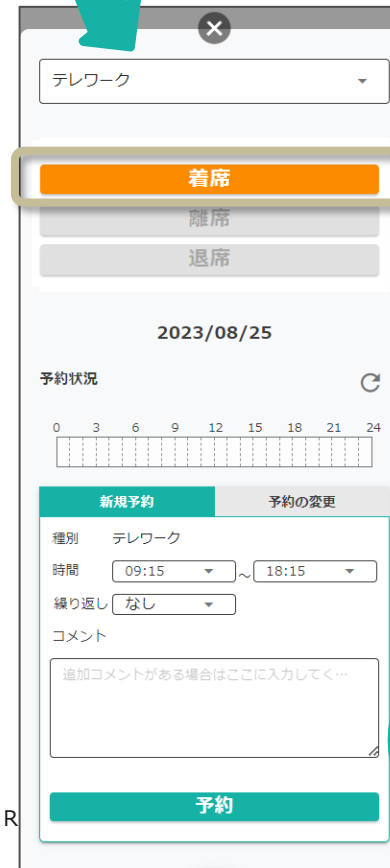 テレワーク
着席
離席
退席
2023/08/25
予約状況
0 3 6 9 12 15 18 21 24
新規予約 予約の変更
種別 テレワーク
時間 09:15 ～ 18:15
繰り返し なし
コメント
追加コメントがある場合はここに入力してく…
予約
R